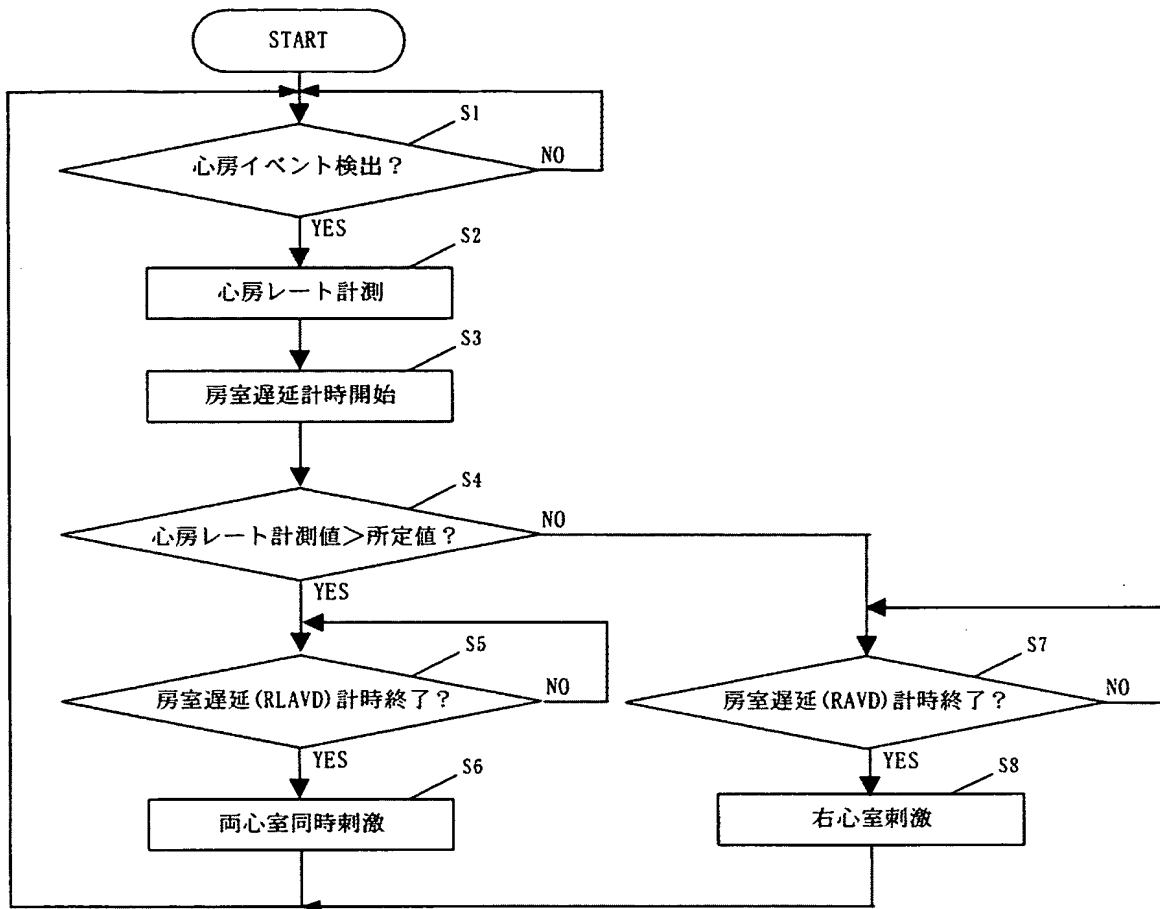 START
S1
心房イベント検出?
NO
YES
S2
心房レート計測
S3
房室遅延計時開始
S4
心房レート計測値>所定値?
NO
YES
S5
房室遅延(RLAVD)計時終了?
NO
YES
S6
両心室同時刺激
S7
房室遅延(RAVD)計時終了?
NO
YES
S8
右心室刺激